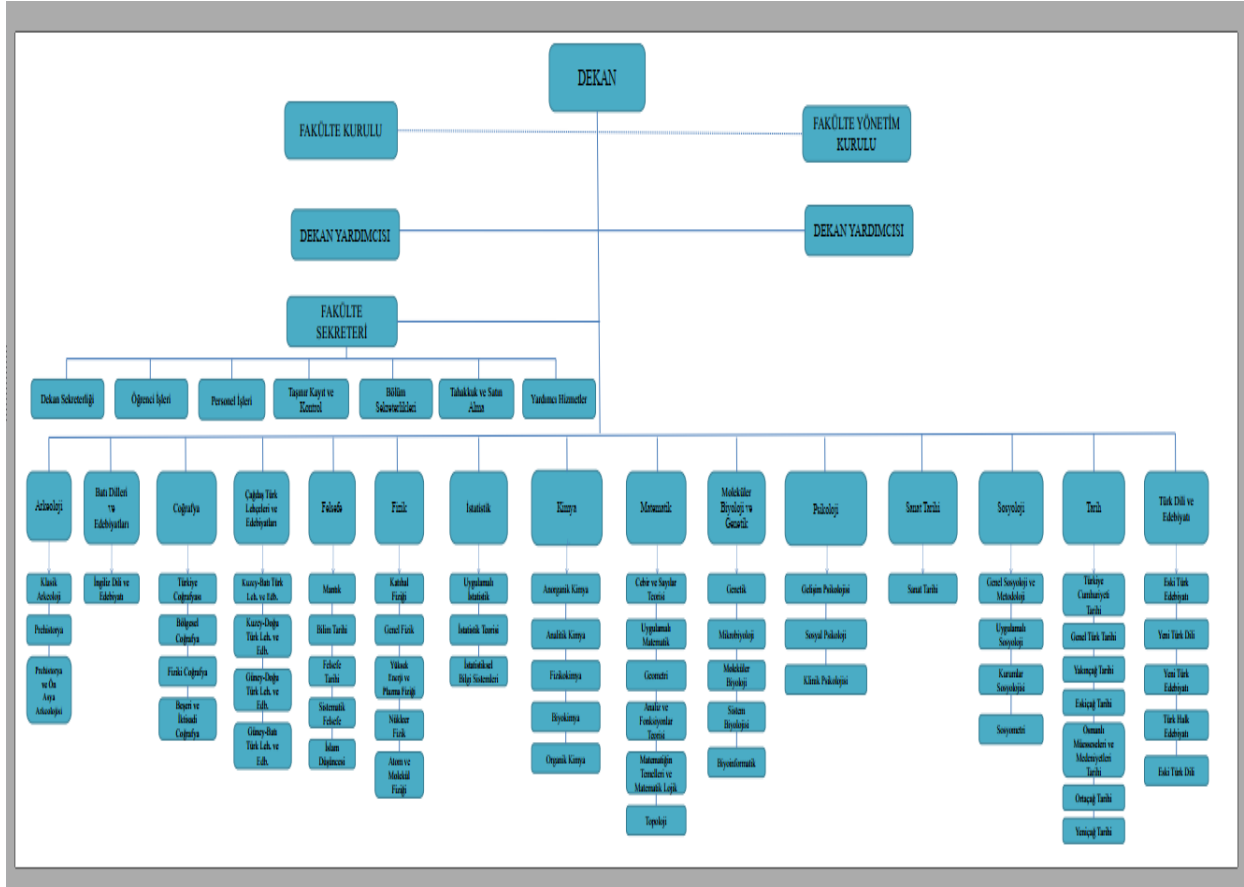 DEKAN
FAKÜLTE KURULU
FAKÜLTE YÖNETİM
KURULU
DEKAN YARDIMCISI
DEKAN YARDIMCISI
FAKÜLTE
SEKRETERİ
Dekan Sekreterliği
Öğrenci İşleri
Personel İşleri
Taşınır Kayıt ve
Kontrol
Bölüm
Sekreterlikleri
Tahakkuk ve Satın
Alma
Yardımcı Hizmetler
Arkeoloji
Batı Dilleri
ve
Edebiyatları
Coğrafya
Çağdaş Türk
Lehçeleri ve
Edebiyatları
Felsefe
Fizik
İstatistik
Kimya
Matematik
Moleküler
Biyoloji ve
Genetik
Psikoloji
Sanat Tarihi
Sosyoloji
Tarih
Türk Dili ve
Edebiyatı
Klasik
Arkeoloji
Prehistorya
Prehistorya
ve Ön
Asya
Arkeolojisi
İngiliz Dili ve
Edebiyatı
Türkiye
Coğrafyası
Bölgesel
Coğrafya
Fiziki Coğrafya
Beşeri ve
İktisadi
Coğrafya
Kuzey-Batı Türk
Leh. ve Edb.
Kuzey-Doğu
Türk Leh. ve
Edb.
Güney-Doğu
Türk Leh. ve
Edb.
Güney-Batı
Türk Leh. ve
Edb.
Mantık
Bilim Tarihi
Felsefe
Tarihi
Sistematik
Felsefe
İslam
Düşüncesi
Katıhal
Fiziği
Genel Fizik
Yüksek
Enerji ve
Plazma Fiziği
Nükleer
Fizik
Atom ve
Molekül
Fiziği
Uygulamalı
İstatistik
İstatistik Teorisi
İstatistiksel
Bilgi Sistemleri
Anorganik Kimya
Analitik Kimya
Fizikokimya
Biyokimya
Organik Kimya
Cebir ve Sayılar
Teorisi
Uygulamalı
Matematik
Geometri
Analiz ve
Fonksiyonlar
Teorisi
Matematiğin
Temelleri ve
Matematik Lojik
Topoloji
Genetik
Mikrobiyoloji
Moleküler
Biyoloji
Sistem
Biyolojisi
Biyoinformatik
Gelişim Psikolojisi
Sosyal Psikoloji
Klinik Psikolojisi
Sanat Tarihi
Genel Sosyoloji ve
Metodoloji
Uygulamalı
Sosyoloji
Kurumlar
Sosyolojisi
Sosyometri
Türkiye
Cumhuriyeti
Tarihi
Genel Türk Tarihi
Yakınçağ Tarihi
Eskiçağ Tarihi
Osmanlı
Müesseseleri ve
Medeniyetleri
Tarihi
Ortaçağ Tarihi
Yeniçağ Tarihi
Eski Türk
Edebiyatı
Yeni Türk Dili
Yeni Türk
Edebiyatı
Türk Halk
Edebiyatı
Eski Türk Dili